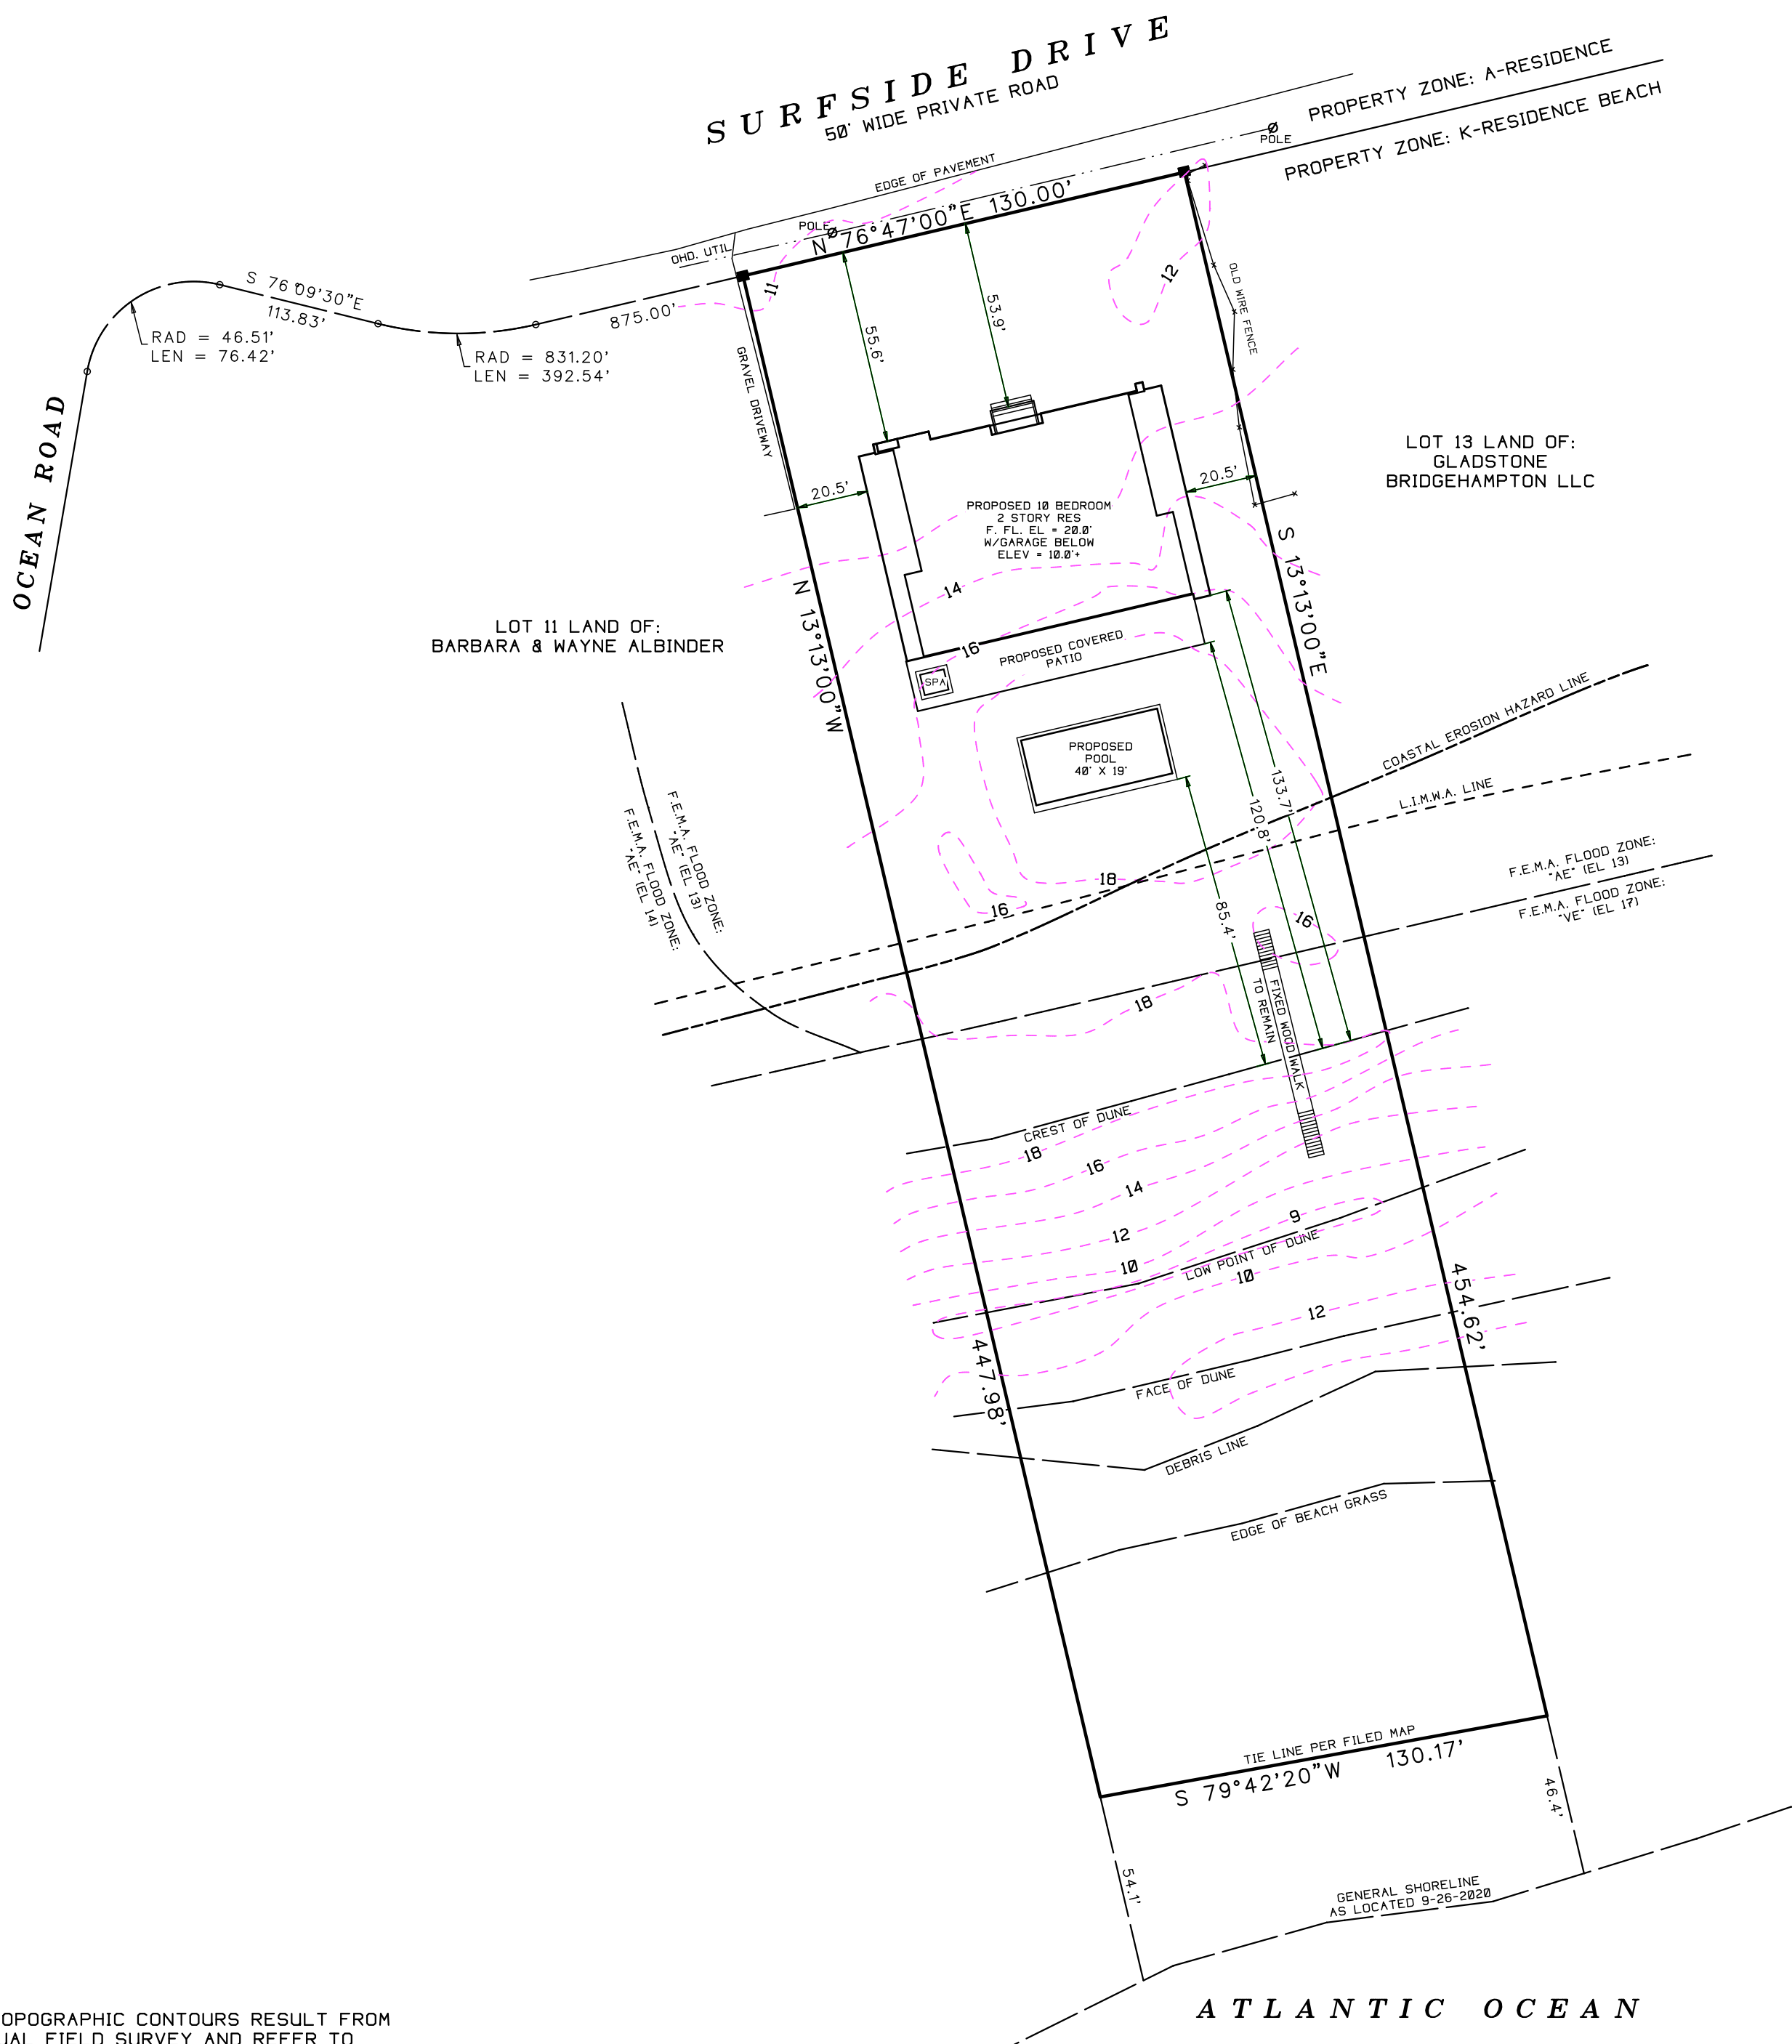 SURFSIDE DRIVE
50' WIDE PRIVATE ROAD
PROPERTY ZONE: A-RESIDENCE
PROPERTY ZONE: K-RESIDENCE BEACH
POLE
EDGE OF PAVEMENT
POLE
OHD. UTIL
N 76°47'00"E 130.00'
S 76°09'30"E
113.83'
875.00'
RAD = 46.51'
LEN = 76.42'
RAD = 831.20'
LEN = 392.54'
OCEAN ROAD
11
12
GRAVEL DRIVEWAY
OLD WIRE FENCE
55.6'
53.9'
20.5'
20.5'
LOT 13 LAND OF:
GLADSTONE
BRIDGEHAMPTON LLC
PROPOSED 10 BEDROOM
2 STORY RES
F. FL. EL = 20.0'
W/GARAGE BELOW
ELEV = 10.0'+
LOT 11 LAND OF:
BARBARA & WAYNE ALBINDER
N 13°13'00"W
S 13°13'00"E
14
16
PROPOSED COVERED
PATIO
SPA
PROPOSED
POOL
40' X 19'
133.7'
120.8'
85.4'
COASTAL EROSION HAZARD LINE
L.I.M.W.A. LINE
F.E.M.A. FLOOD ZONE:
"AE" (EL 13)
F.E.M.A. FLOOD ZONE:
"VE" (EL 17)
F.E.M.A. FLOOD ZONE:
"AE" (EL 13)
F.E.M.A. FLOOD ZONE:
"AE" (EL 14)
18
16
16
18
FIXED WOOD WALK
TO REMAIN
CREST OF DUNE
18
16
14
12
10
9
LOW POINT OF DUNE
10
12
454.62'
447.98'
FACE OF DUNE
DEBRIS LINE
EDGE OF BEACH GRASS
TIE LINE PER FILED MAP
S 79°42'20"W 130.17'
46.4'
54.1'
GENERAL SHORELINE
AS LOCATED 9-26-2020
ATLANTIC OCEAN
OPOGRAPHIC CONTOURS RESULT FROM
UAL FIELD SURVEY AND REFER TO